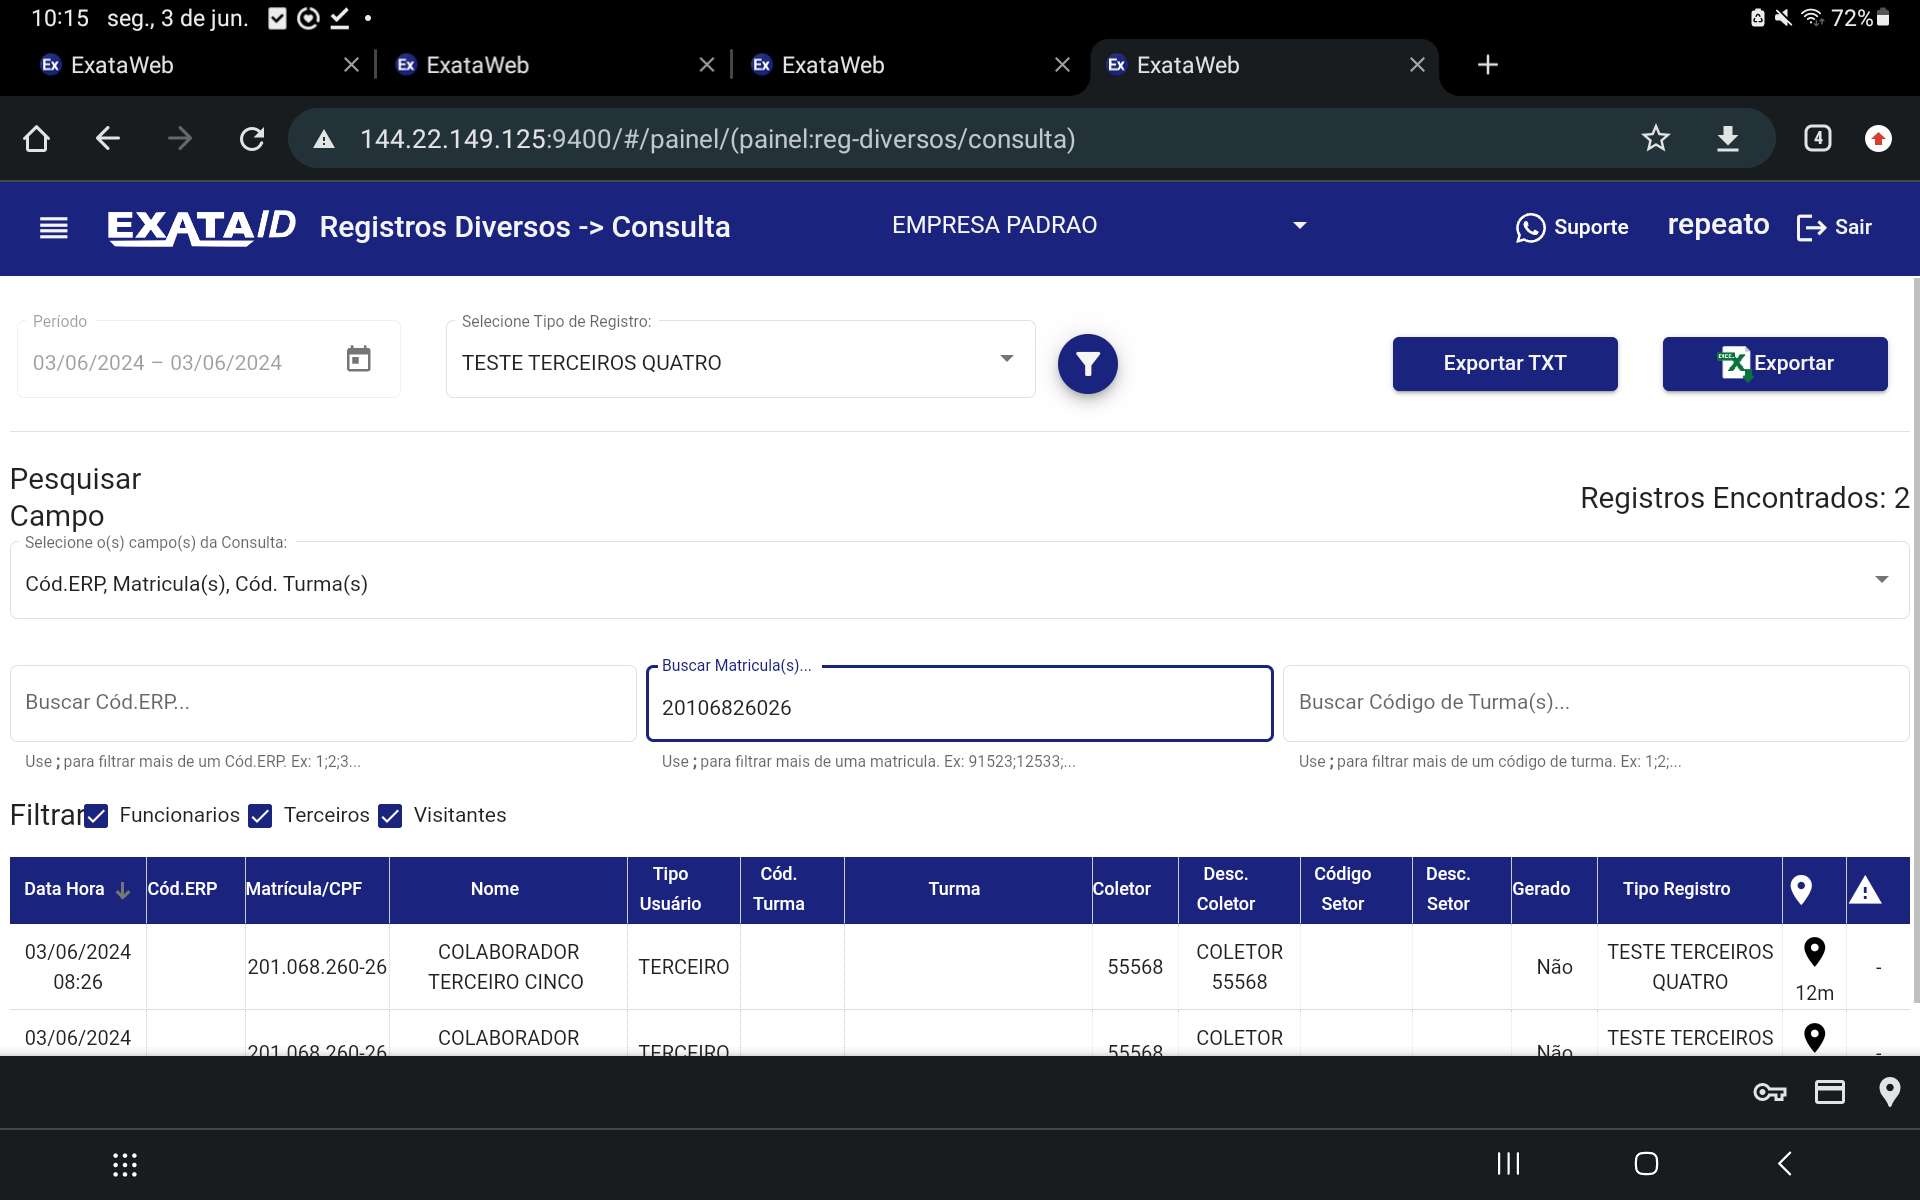 10:15 seg., 3 de jun. 72%
Ex ExataWeb Ex ExataWeb Ex ExataWeb Ex ExataWeb
144.22.149.125:9400/#/painel/(painel:reg-diversos/consulta) 4
EXATA/ID Registros Diversos -> Consulta EMPRESA PADRAO Suporte repeato Sair
Período
03/06/2024 – 03/06/2024
Selecione Tipo de Registro:
TESTE TERCEIROS QUATRO
Exportar TXT
Exportar
Pesquisar
Campo
Registros Encontrados: 2
Selecione o(s) campo(s) da Consulta:
Cód.ERP, Matricula(s), Cód. Turma(s)
Buscar Cód.ERP...
Use ; para filtrar mais de um Cód.ERP. Ex: 1;2;3...
Buscar Matricula(s)...
20106826026
Use ; para filtrar mais de uma matricula. Ex: 91523;12533;...
Buscar Código de Turma(s)...
Use ; para filtrar mais de um código de turma. Ex: 1;2;...
Filtrar Funcionarios Terceiros Visitantes
Data Hora Cód.ERP Matrícula/CPF Nome Tipo Usuário Cód. Turma Turma Coletor Desc. Coletor Código Setor Desc. Setor Gerado Tipo Registro
03/06/2024 08:26 201.068.260-26 COLABORADOR TERCEIRO CINCO TERCEIRO 55568 COLETOR 55568 Não TESTE TERCEIROS QUATRO 12m -
03/06/2024 201.068.260-26 COLABORADOR TERCEIRO 55568 COLETOR Não TESTE TERCEIROS -